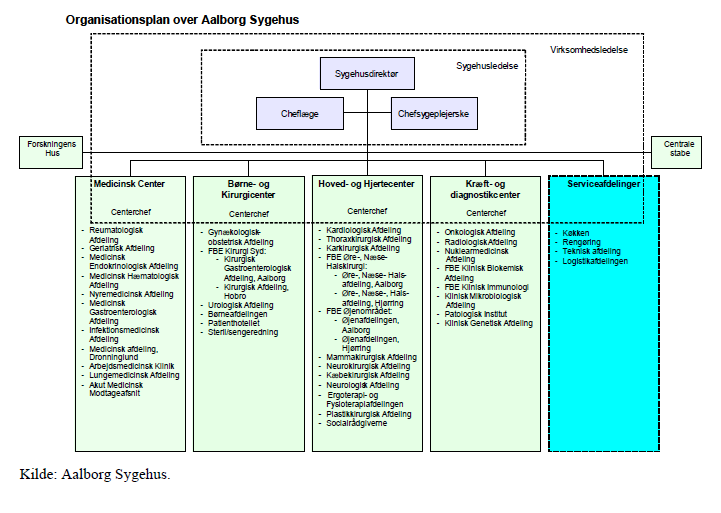 Organisationsplan over Aalborg Sygehus
Virksomhedsledelse
Sygehusledelse
Sygehusdirektør
Cheflæge
Chefsygeplejerske
Forskningens
Hus
Centrale
stabe
Medicinsk Center
Centerchef
- Reumatologisk
Afdeling
- Geriatrisk Afdeling
- Medicinsk
Endokrinologisk Afdeling
- Medicinsk Hæmatologisk
Afdeling
- Nyremedicinsk Afdeling
- Medicinsk
Gastroenterologisk
Afdeling
- Infektionsmedicinsk
Afdeling
- Medicinsk afdeling,
Dronninglund
- Arbejdsmedicinsk Klinik
- Lungemedicinsk Afdeling
- Akut Medicinsk
Modtageafsnit
Børne- og
Kirurgicenter
Centerchef
- Gynækologisk-
obstetrisk Afdeling
- FBE Kirurgi Syd:
- Kirurgisk
Gastroenterologisk
Afdeling, Aalborg
- Kirurgisk Afdeling,
Hobro
- Urologisk Afdeling
- Børneafdelingen
- Patienthotellet
- Steril/sengeredning
Hoved- og Hjertecenter
Centerchef
- Kardiologisk Afdeling
- Thoraxkirurgisk Afdeling
- Karkirurgisk Afdeling
- FBE Øre-, Næse-
Halskirurgi:
- Øre-, Næse- Hals-
afdeling, Aalborg
- Øre-, Næse-, Hals-
afdeling, Hjørring
- FBE Øjenområdet:
- Øjenafdelingen,
Aalborg
- Øjenafdelingen,
Hjørring
- Mammakirurgisk Afdeling
- Neurokirurgisk Afdeling
- Kæbekirurgisk Afdeling
- Neurologisk Afdeling
- Ergoterapi- og
Fysioterapiafdelingen
- Plastikkirurgisk Afdeling
- Socialrådgiverne
Kræft- og
diagnostikcenter
Centerchef
- Onkologisk Afdeling
- Radiologisk Afdeling
- Nuklearmedicinsk
Afdeling
- FBE Klinisk Biokemisk
Afdeling
- FBE Klinisk Immunologi
- Klinisk Mikrobiologisk
Afdeling
- Patologisk Institut
- Klinisk Genetisk Afdeling
Serviceafdelinger
- Køkken
- Rengøring
- Teknisk afdeling
- Logistikafdelingen
Kilde: Aalborg Sygehus.